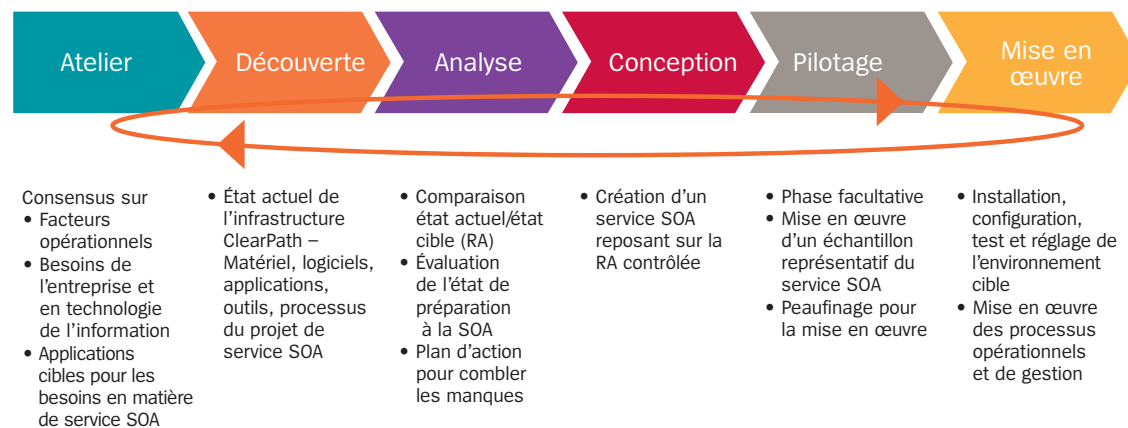 Atelier
Découverte
Analyse
Conception
Pilotage
Mise en
œuvre
Consensus sur
• Facteurs
opérationnels
• Besoins de
l’entreprise et
en technologie
de l’information
• Applications
cibles pour les
besoins en matière
de service SOA
• État actuel de
l’infrastructure
ClearPath –
Matériel, logiciels,
applications,
outils, processus
du projet de
service SOA
• Comparaison
état actuel/état
cible (RA)
• Évaluation
de l’état de
préparation
à la SOA
• Plan d’action
pour combler
les manques
• Création d’un
service SOA
reposant sur la
RA contrôlée
• Phase facultative
• Mise en œuvre
d’un échantillon
représentatif du
service SOA
• Peaufinage pour
la mise en œuvre
• Installation,
configuration,
test et réglage de
l’environnement
cible
• Mise en œuvre
des processus
opérationnels
et de gestion